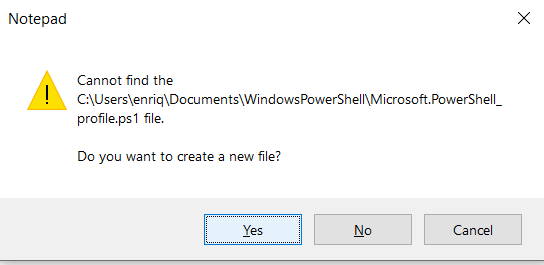 Notepad
Cannot find the
C:\Users\enriq\Documents\WindowsPowerShell\Microsoft.PowerShell_
profile.ps1 file.
Do you want to create a new file?
Yes No Cancel